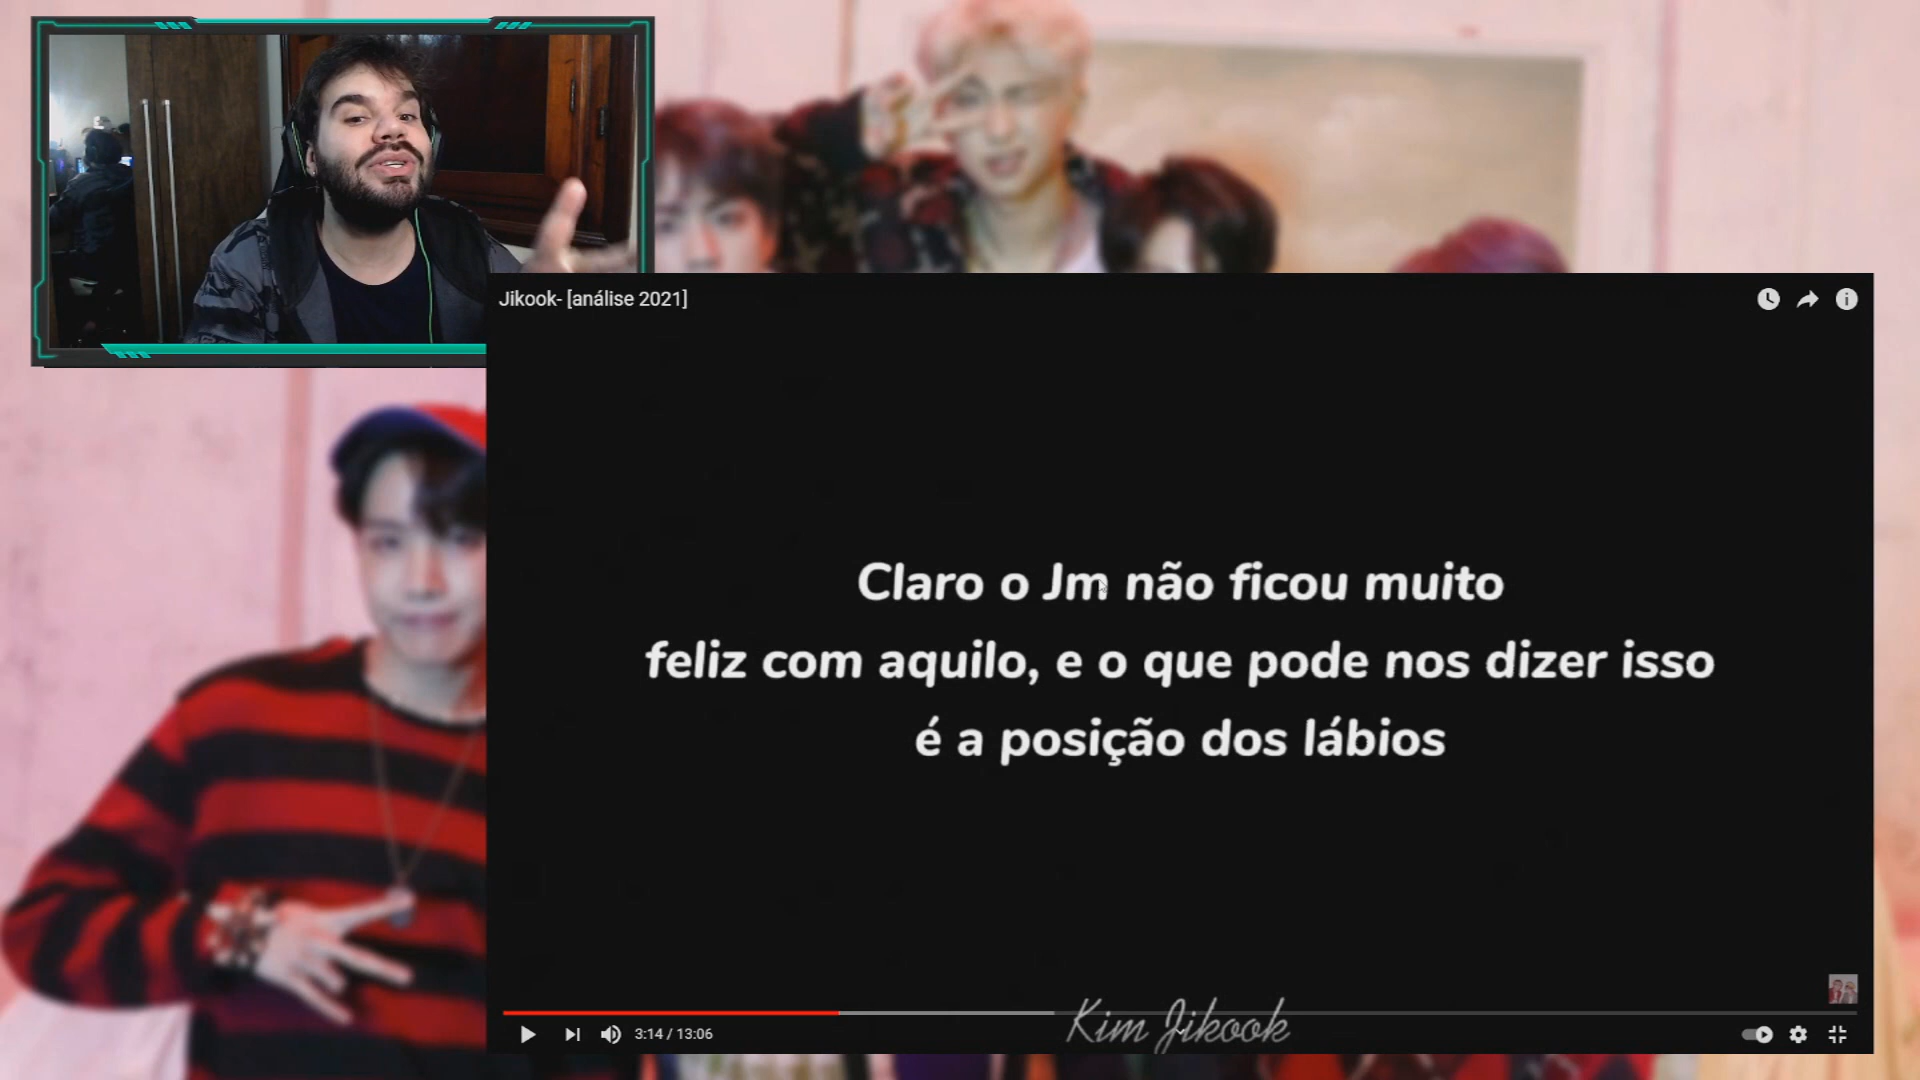 Jikook- [análise 2021]
Claro o Jm não ficou muito
feliz com aquilo, e o que pode nos dizer isso
é a posição dos lábios
Kim Jikook
3:14 / 13:06